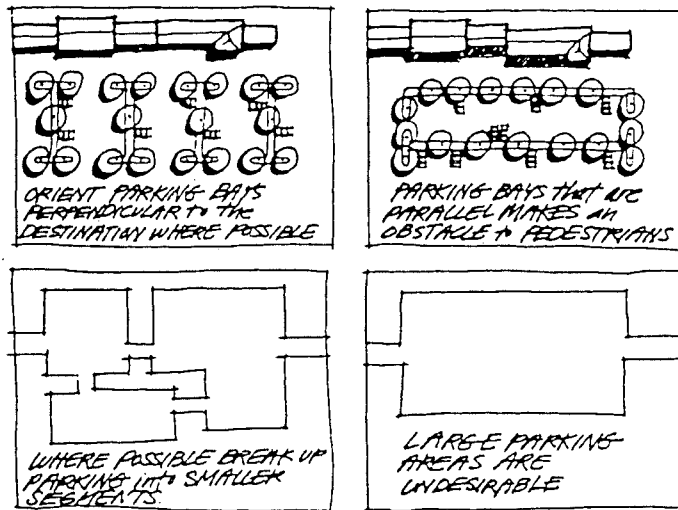 ORIENT PARKING BAYS
PERPENDICULAR to the
DESTINATION WHERE POSSIBLE
PARKING BAYS that are
PARALLEL MAKES an
OBSTACLE to PEDESTRIANS
WHERE POSSIBLE BREAK UP
PARKING into SMALLER
SEGMENTS.
LARGE PARKING
AREAS ARE
UNDESIRABLE